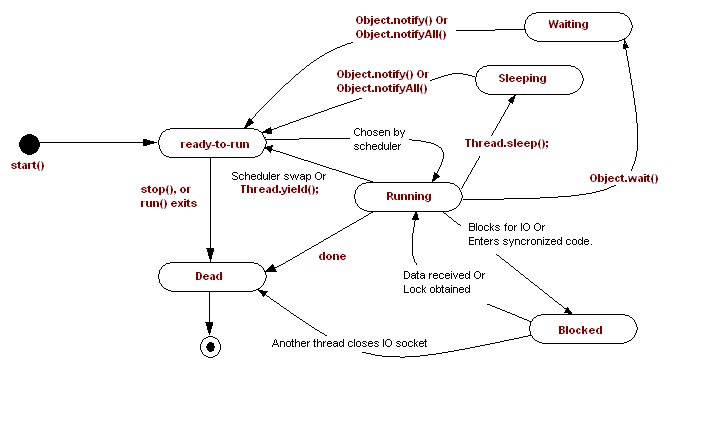 Object.notify() Or
Object.notifyAll()
Waiting
Object.notify() Or
Object.notifyAll()
Sleeping
start()
ready-to-run
Chosen by
scheduler
Thread.sleep();
Scheduler swap Or
Thread.yield();
Object.wait()
stop(), or
run() exits
Running
Blocks for IO Or
Enters syncronized code.
done
Dead
Data received Or
Lock obtained
Blocked
Another thread closes IO socket